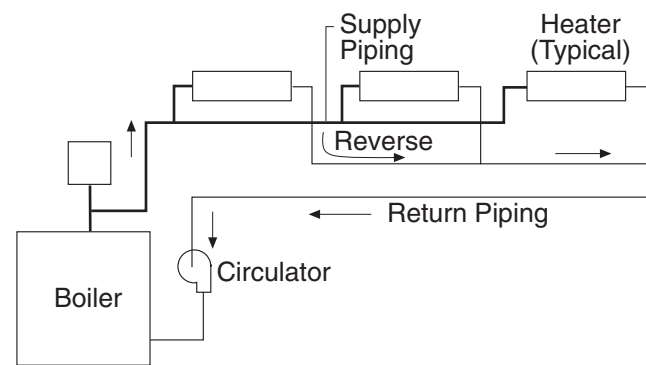 Supply
Piping
Heater
(Typical)
Reverse
Return Piping
Circulator
Boiler